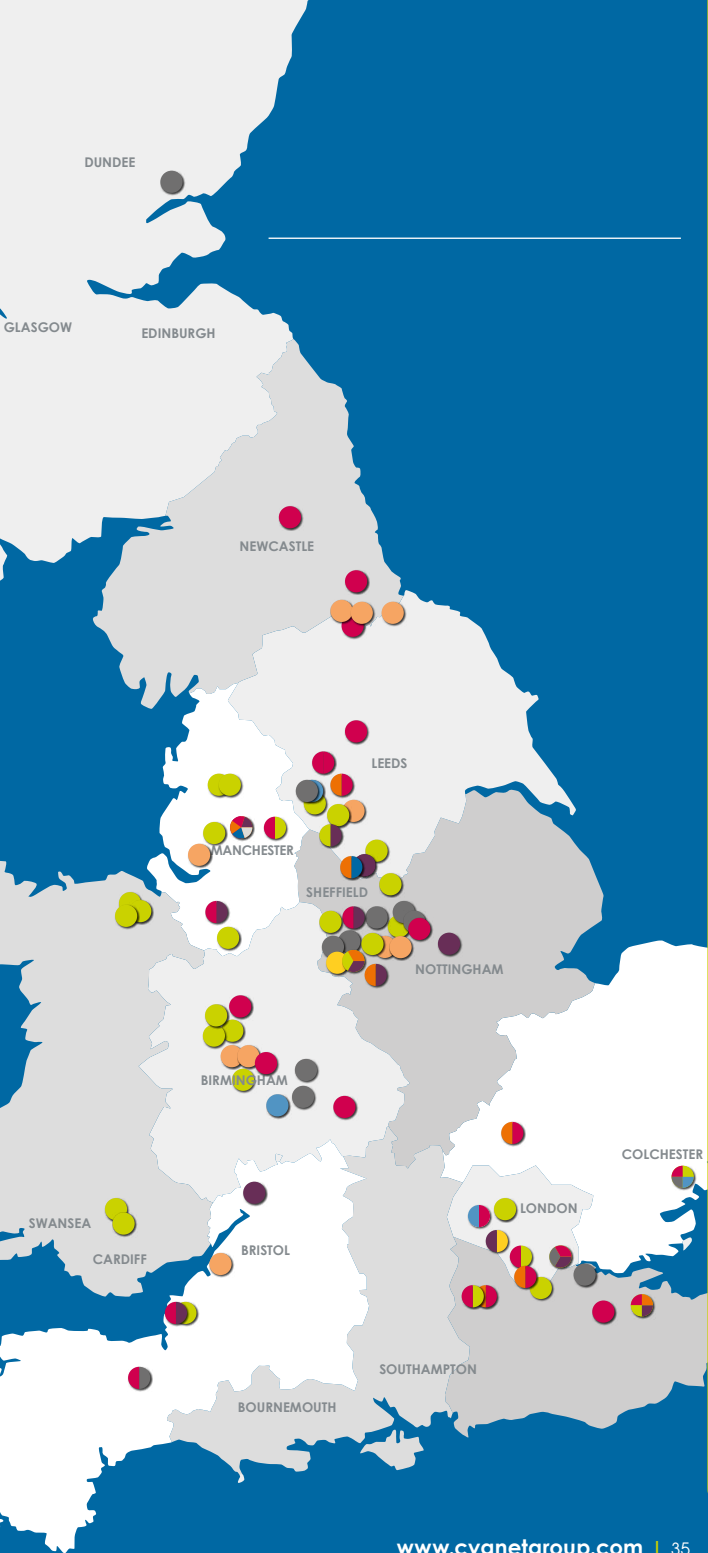 DUNDEE
GLASGOW
EDINBURGH
NEWCASTLE
LEEDS
MANCHESTER
SHEFFIELD
NOTTINGHAM
BIRMINGHAM
COLCHESTER
LONDON
SWANSEA
BRISTOL
CARDIFF
SOUTHAMPTON
BOURNEMOUTH
www.cygnetgroup.com | 35